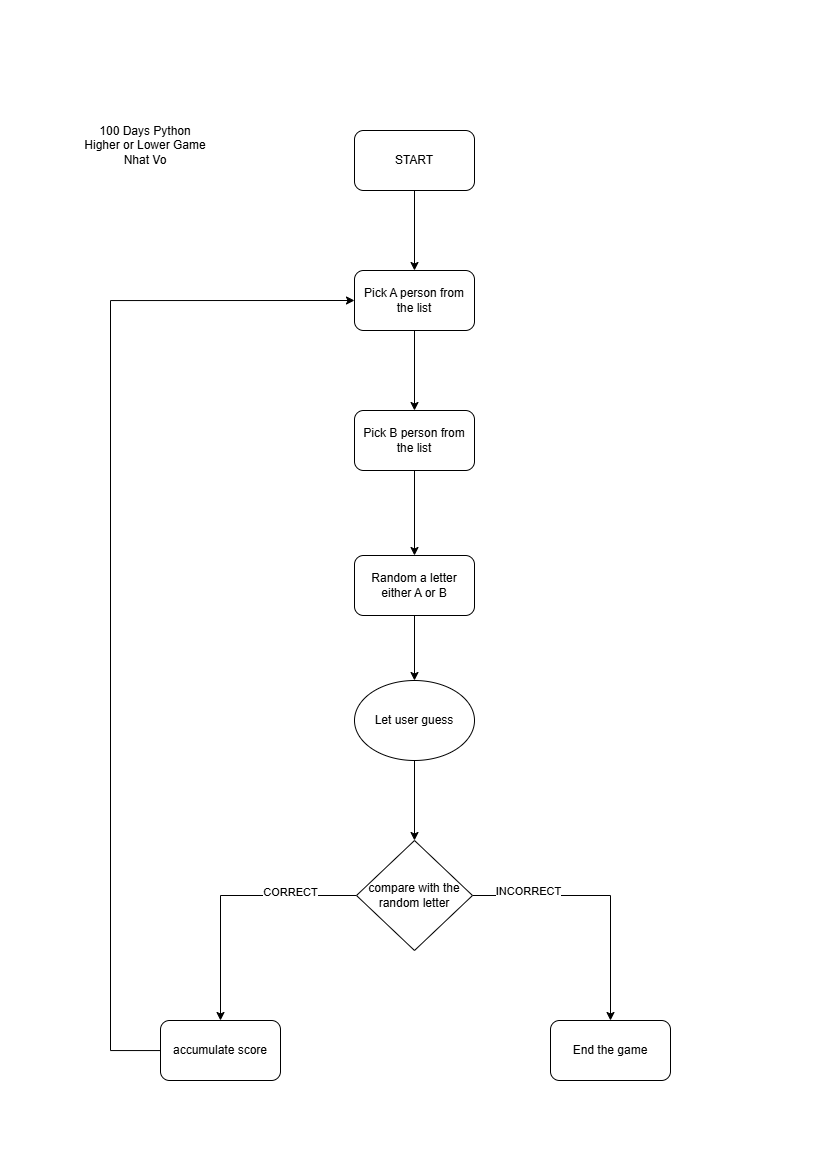 100 Days Python
Higher or Lower Game
Nhat Vo
START
Pick A person from
the list
Pick B person from
the list
Random a letter
either A or B
Let user guess
compare with the
random letter
CORRECT
INCORRECT
accumulate score
End the game